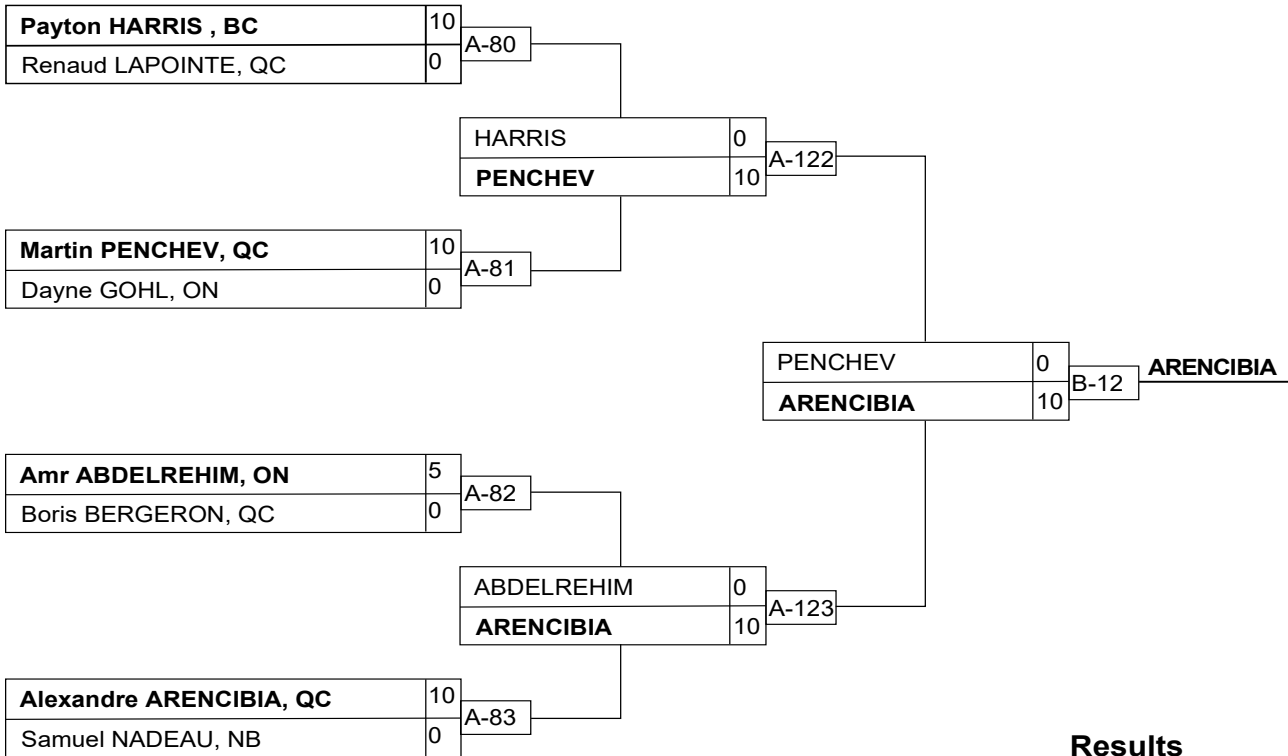 Payton HARRIS , BC 10
A-80
Renaud LAPOINTE, QC 0
HARRIS 0
A-122
PENCHEV 10
Martin PENCHEV, QC 10
A-81
Dayne GOHL, ON 0
PENCHEV 0
B-12
ARENCIBIA
ARENCIBIA 10
Amr ABDELREHIM, ON 5
A-82
Boris BERGERON, QC 0
ABDELREHIM 0
A-123
ARENCIBIA 10
Alexandre ARENCIBIA, QC 10
A-83
Samuel NADEAU, NB 0
Results